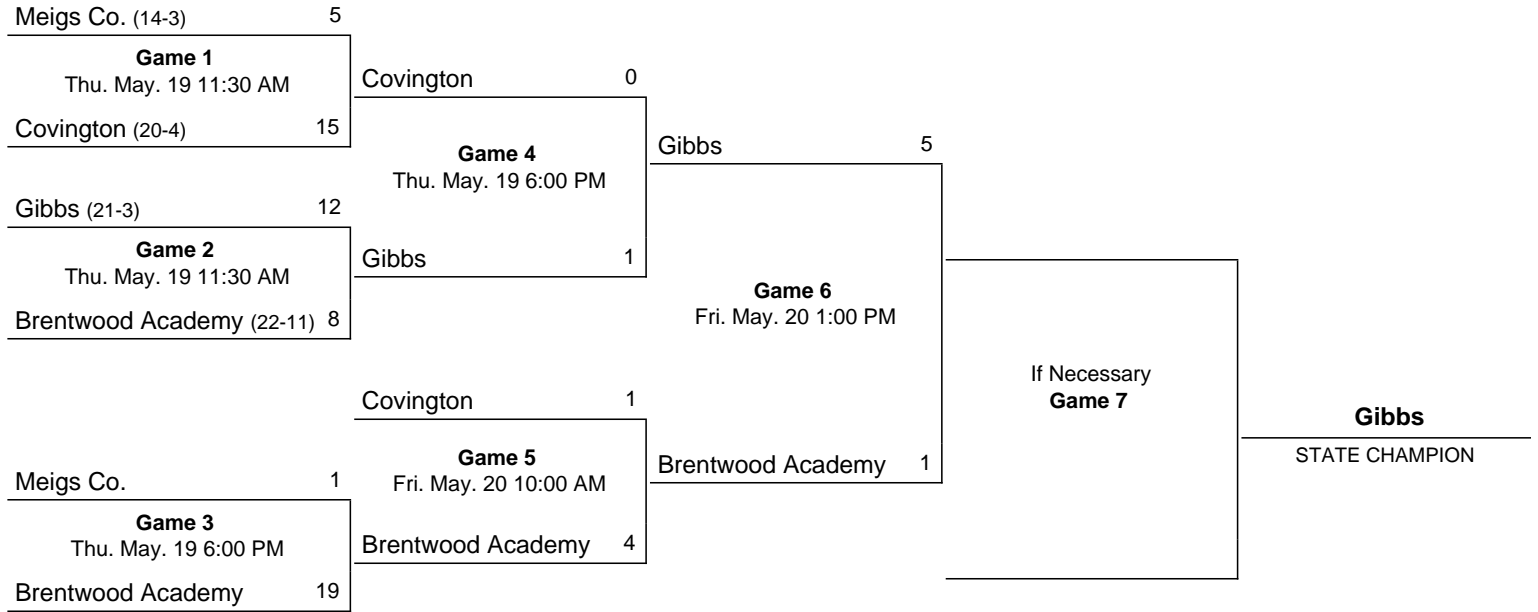 Meigs Co. (14-3) 5
Game 1
Thu. May. 19 11:30 AM
Covington (20-4) 15
Gibbs (21-3) 12
Game 2
Thu. May. 19 11:30 AM
Brentwood Academy (22-11) 8
Meigs Co. 1
Game 3
Thu. May. 19 6:00 PM
Brentwood Academy 19
Covington 0
Game 4
Thu. May. 19 6:00 PM
Gibbs 1
Covington 1
Game 5
Fri. May. 20 10:00 AM
Brentwood Academy 4
Gibbs 5
Game 6
Fri. May. 20 1:00 PM
Brentwood Academy 1
If Necessary
Game 7
Gibbs
STATE CHAMPION